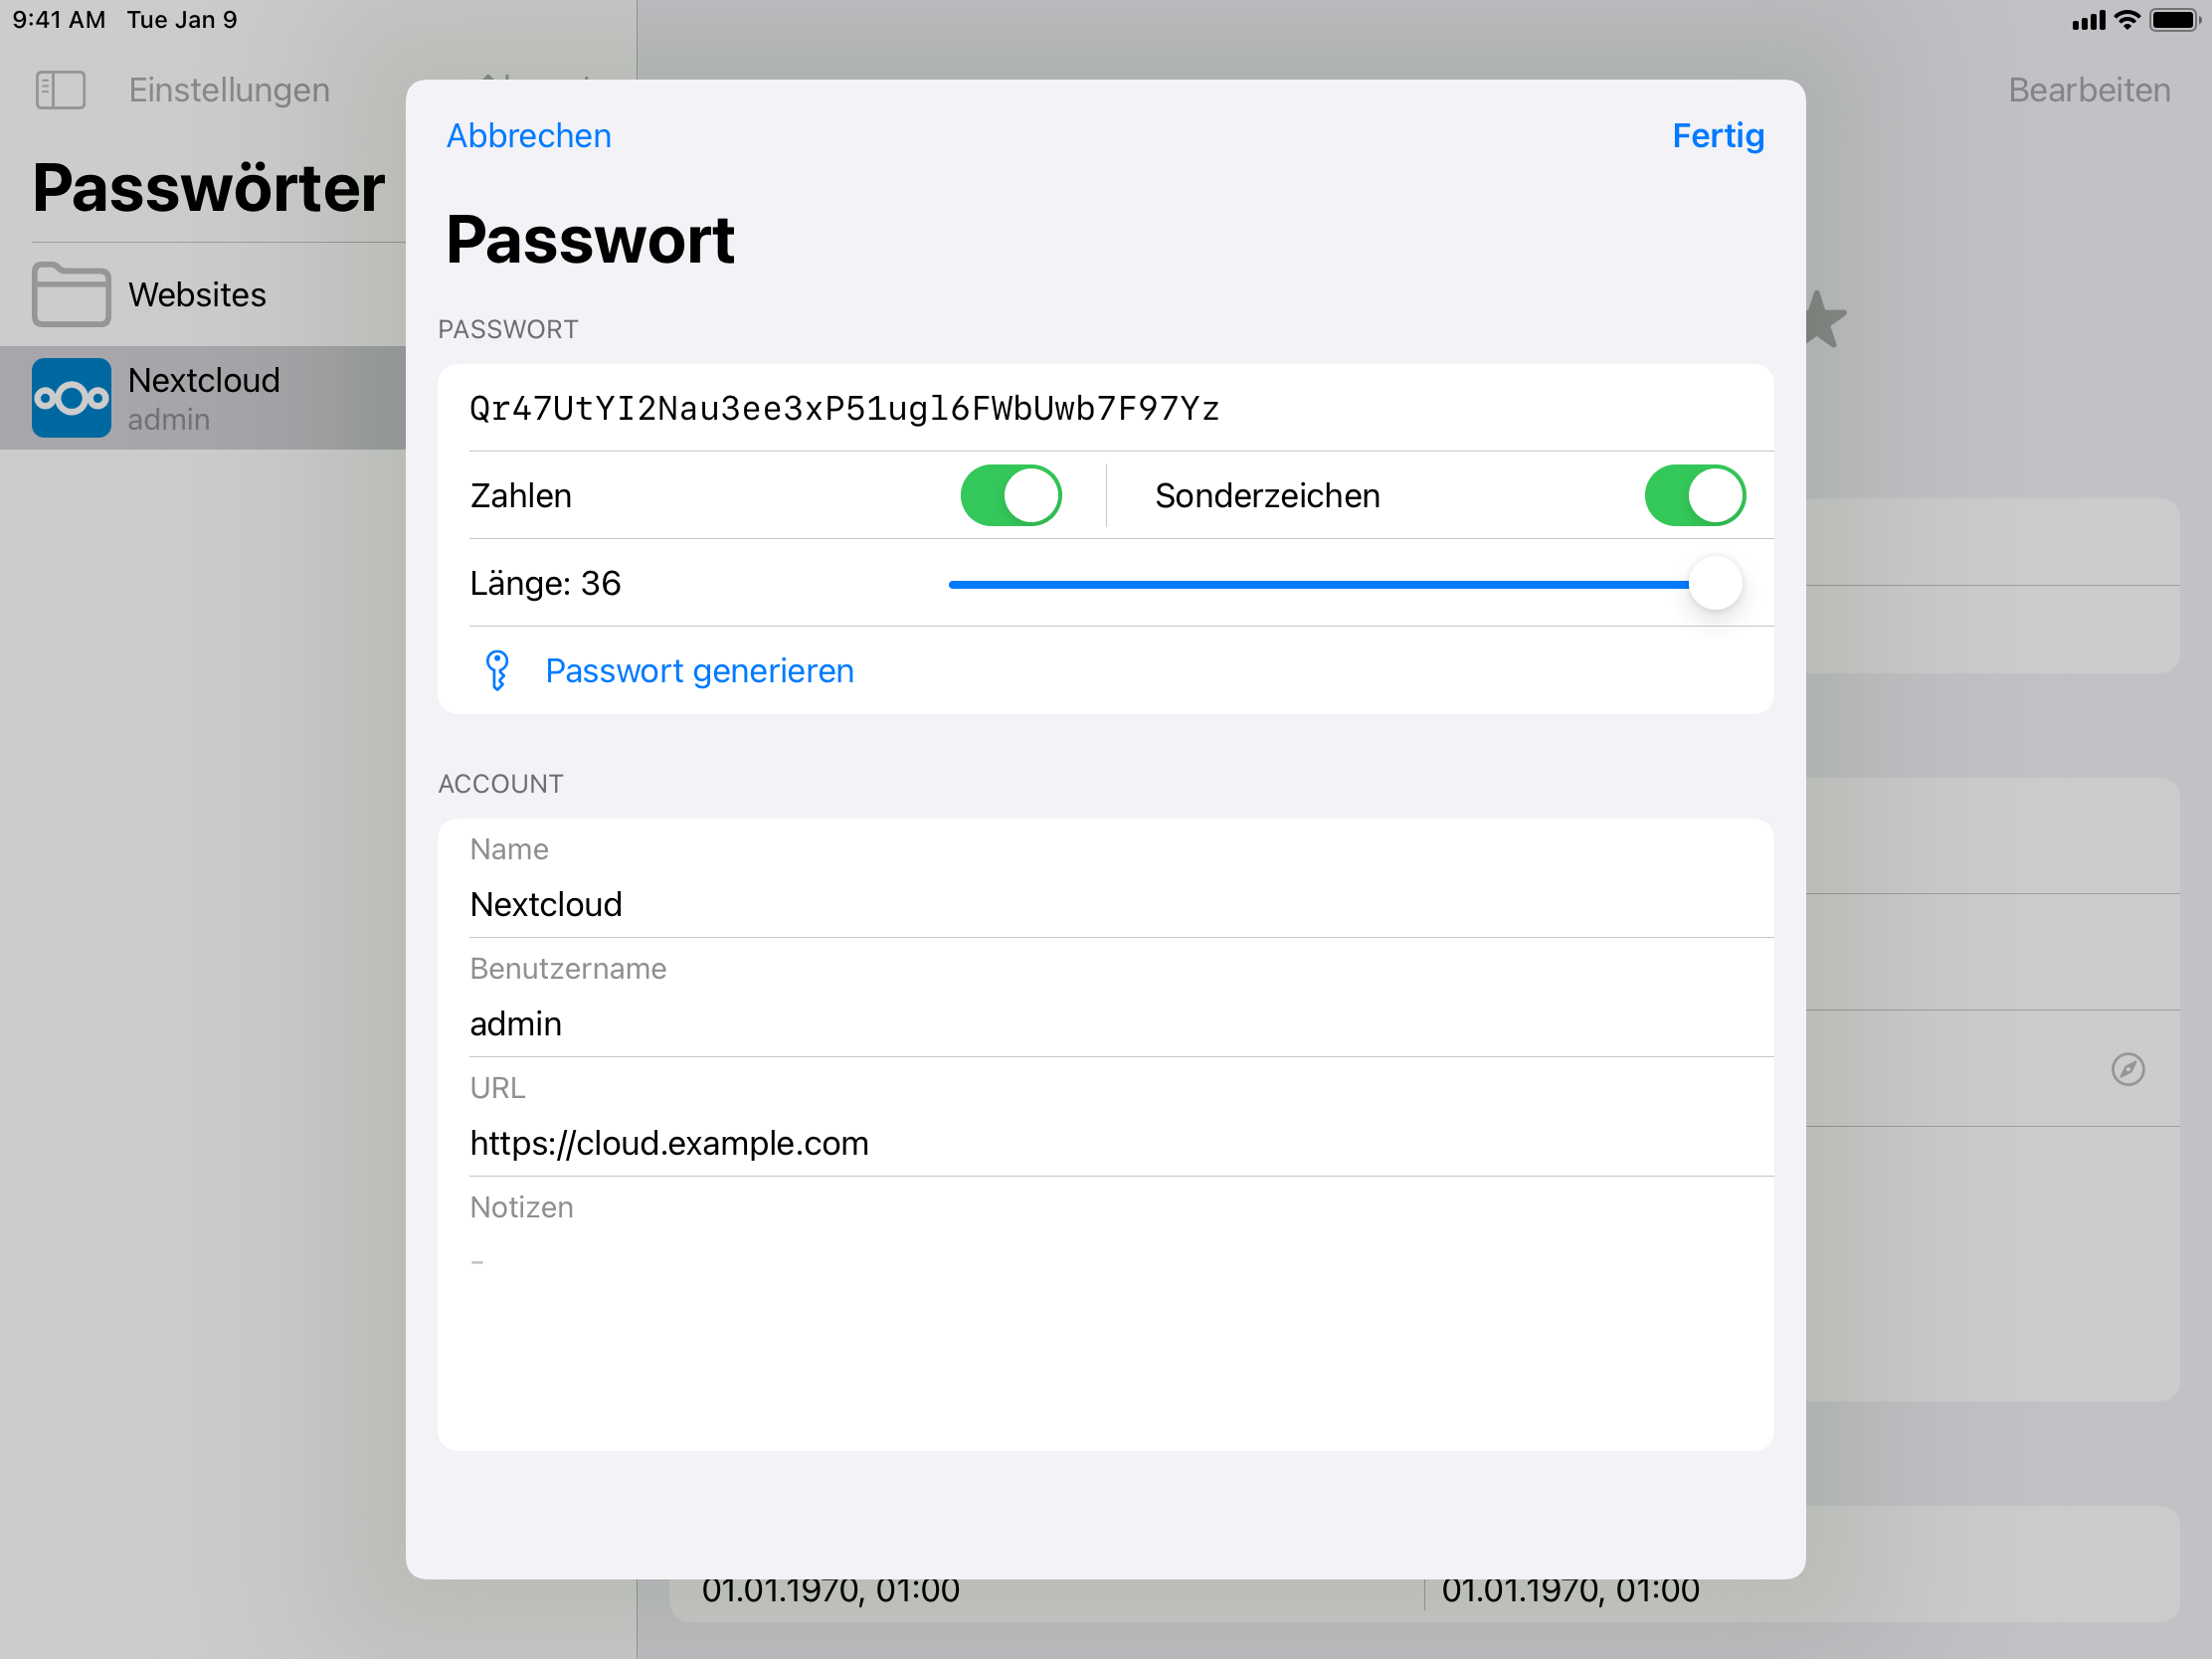 9:41 AM Tue Jan 9
Einstellungen
Bearbeiten
Passwörter
Websites
Nextcloud
admin
Abbrechen
Fertig
Passwort
PASSWORT
Qr47UtYI2Nau3ee3xP51ugl6FWbUwb7F97Yz
Zahlen
Sonderzeichen
Länge: 36
Passwort generieren
ACCOUNT
Name
Nextcloud
Benutzername
admin
URL
https://cloud.example.com
Notizen
-
01.01.1970, 01:00
01.01.1970, 01:00